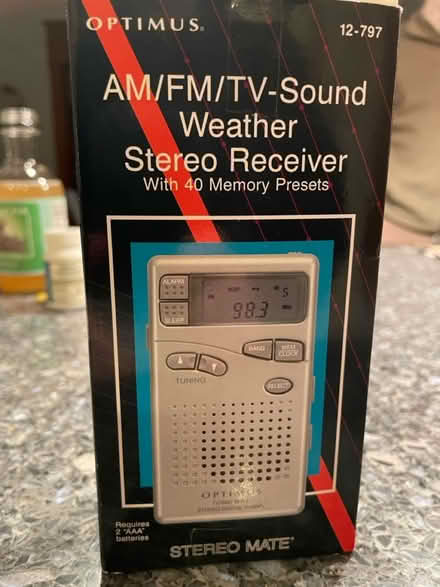 OPTIMUS®
12-797
AM/FM/TV-Sound
Weather
Stereo Receiver
With 40 Memory Presets
ALARM
SLEEP
98.3
5
BAND
MEM
CLOCK
TUNING
SELECT
OPTIMUS
Requires
2 "AAA"
batteries
STEREO MATE®